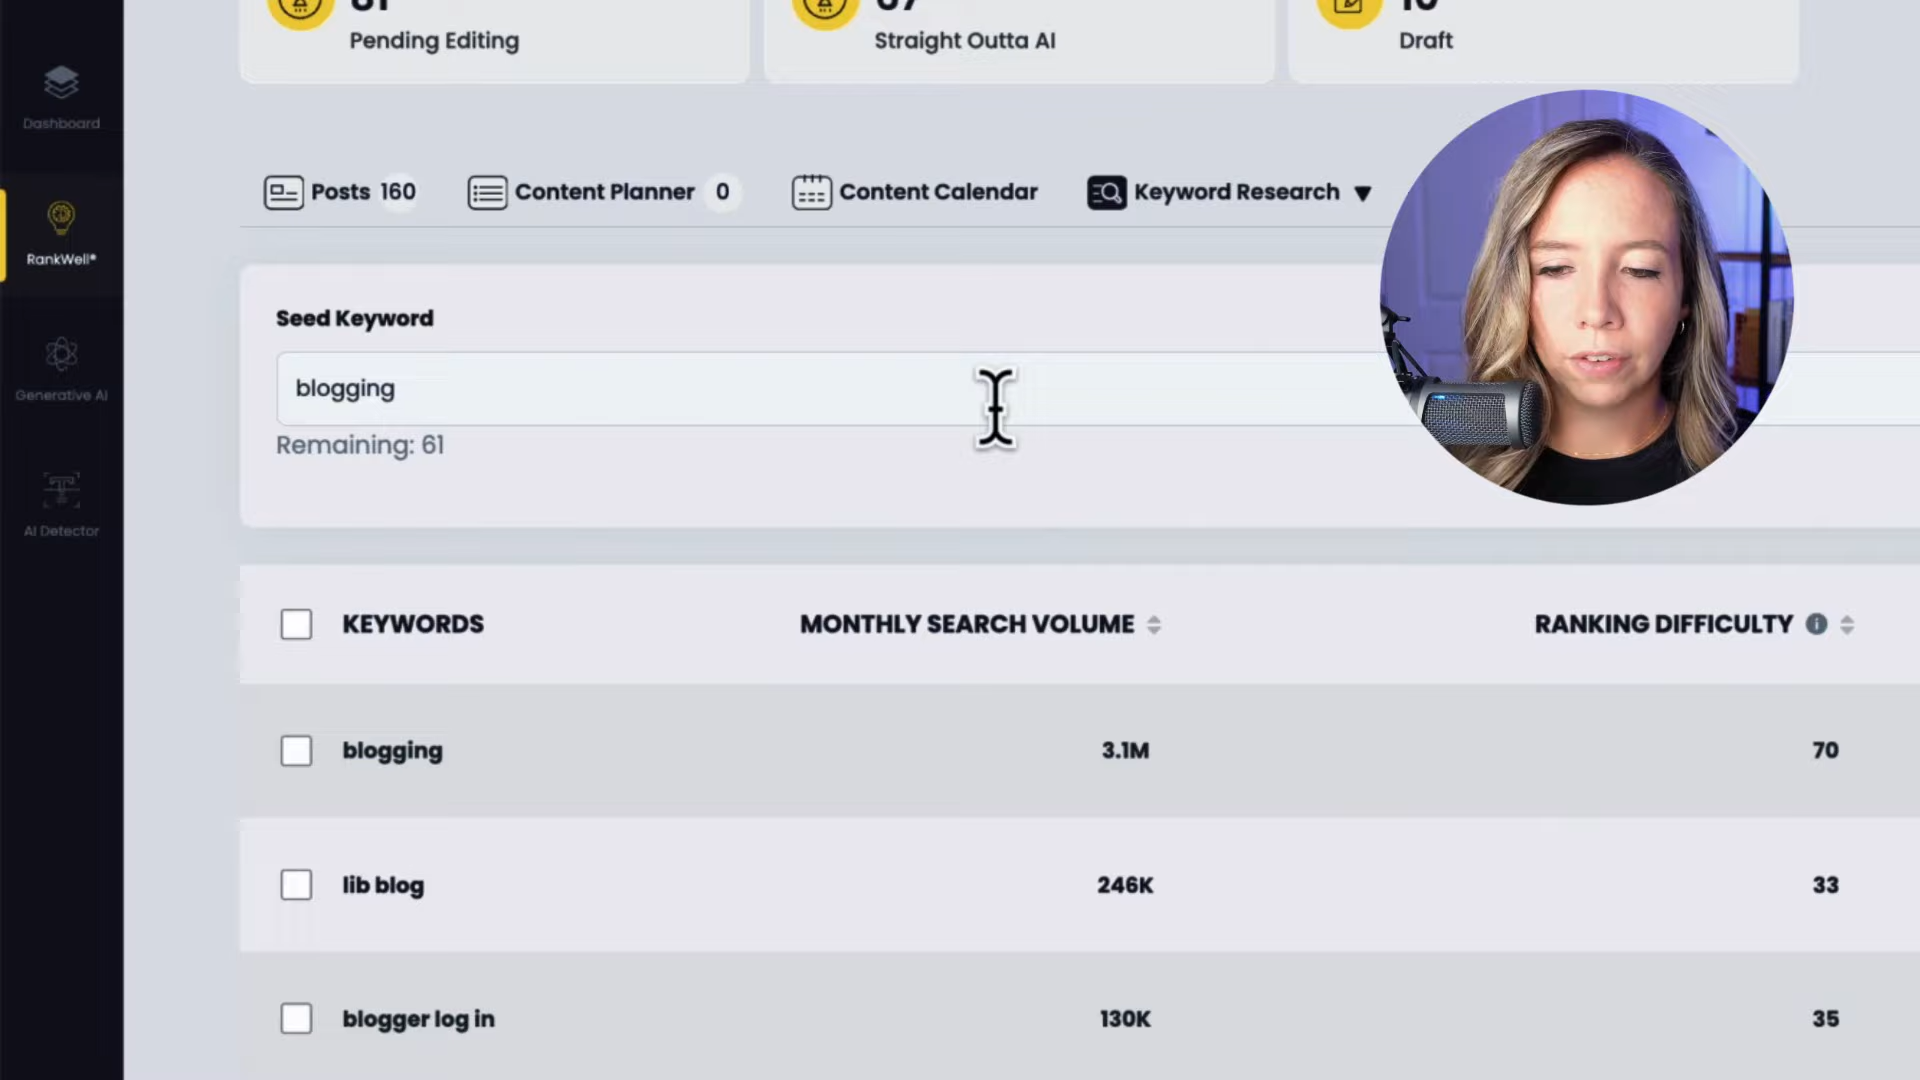 Pending Editing
Straight Outta AI
Draft
Dashboard
Posts 160
Content Planner 0
Content Calendar
Keyword Research
RankWell®
Seed Keyword
blogging
Generative AI
Remaining: 61
AI Detector
KEYWORDS
MONTHLY SEARCH VOLUME
RANKING DIFFICULTY
blogging
3.1M
70
lib blog
246K
33
blogger log in
130K
35